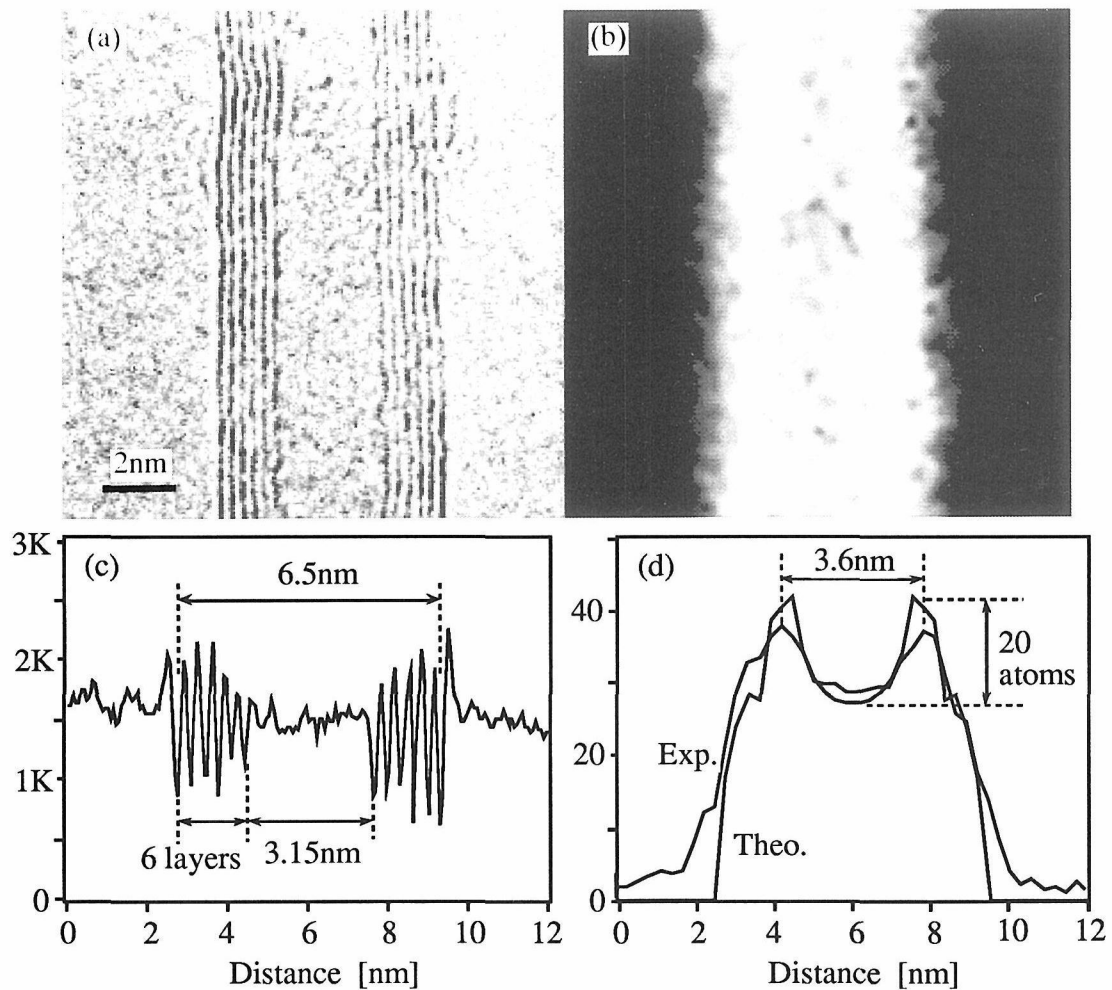 (a)
2nm
(b)
(c)
3K
2K
1K
0
6.5nm
6 layers
3.15nm
0 2 4 6 8 10 12
Distance [nm]
(d)
40
20
0
3.6nm
20
atoms
Exp.
Theo.
0 2 4 6 8 10 12
Distance [nm]